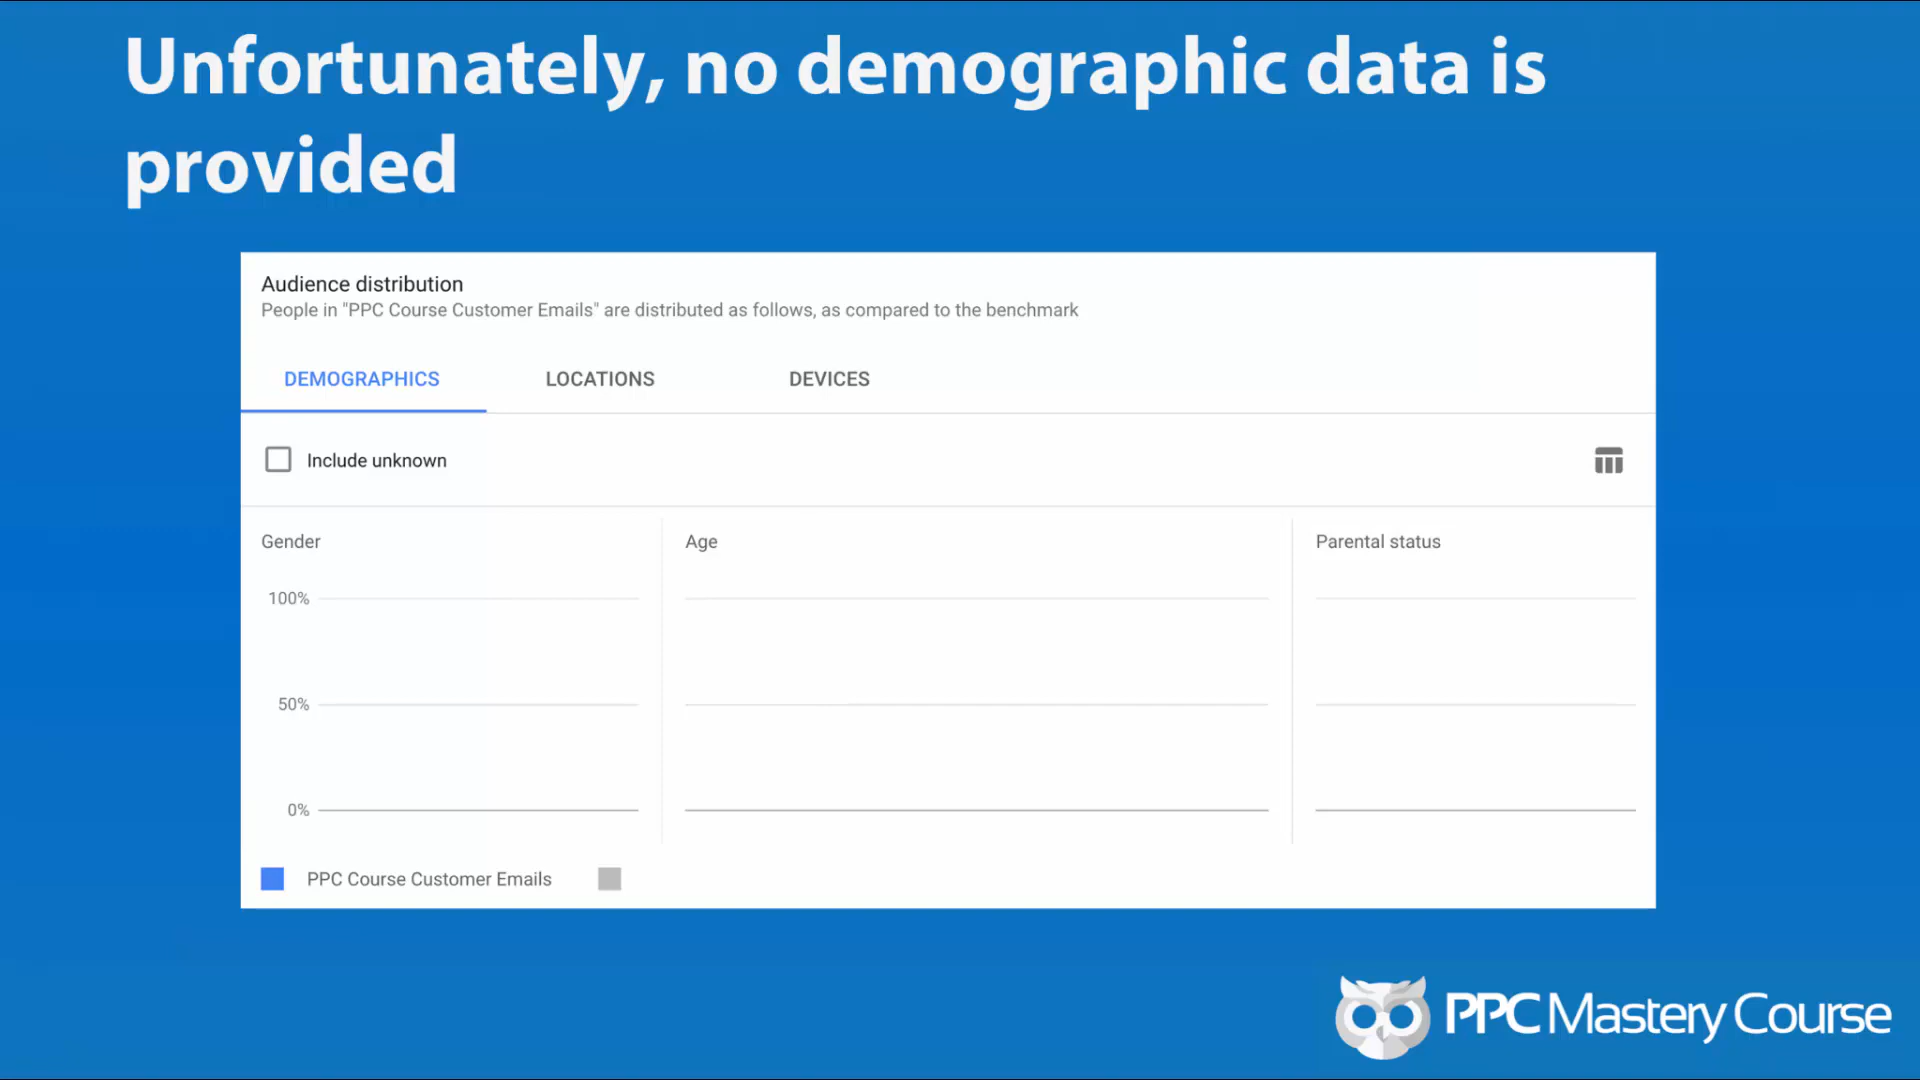 Unfortunately, no demographic data is
provided
Audience distribution
People in "PPC Course Customer Emails" are distributed as follows, as compared to the benchmark
DEMOGRAPHICS LOCATIONS DEVICES
Include unknown
Gender Age Parental status
100%
50%
0%
PPC Course Customer Emails
PPC Mastery Course